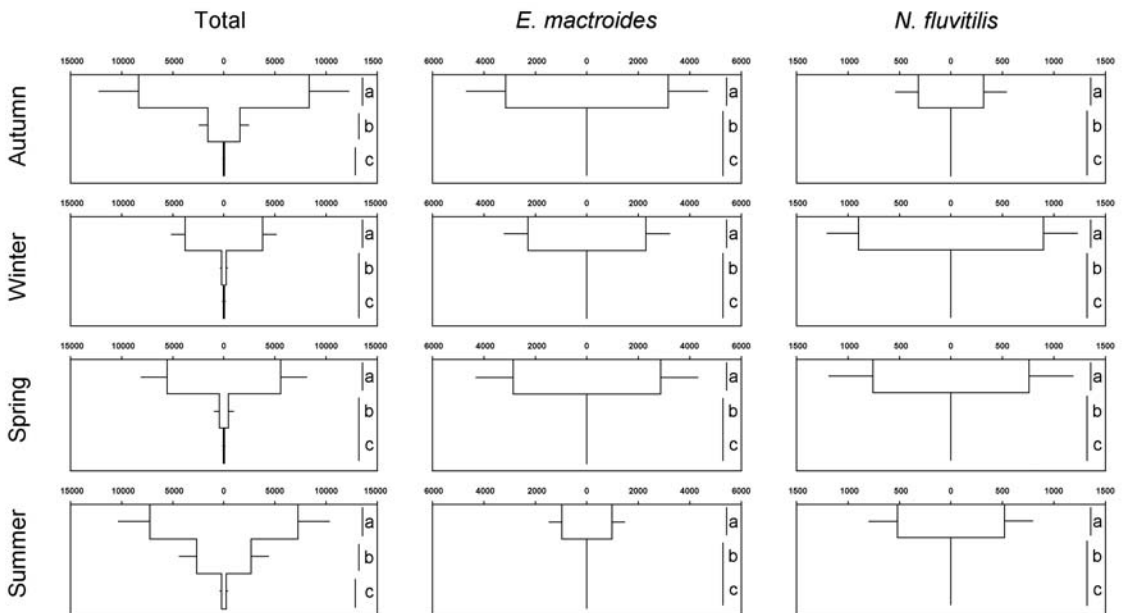 Total E. mactroides N. fluvitilis
15000 10000 5000 0 5000 10000 1500 6000 4000 2000 0 2000 4000 6000 1500 1000 500 0 500 1000 1500
Autumn
a a a
b b b
c c c
15000 10000 5000 0 5000 10000 15000 6000 4000 2000 0 2000 4000 6000 1500 1000 500 0 500 1000 1500
Winter
a a a
b b b
c c c
15000 10000 5000 0 5000 10000 15000 6000 4000 2000 0 2000 4000 6000 1500 1000 500 0 500 1000 1500
Spring
a a a
b b b
c c c
15000 10000 5000 0 5000 10000 15000 6000 4000 2000 0 2000 4000 6000 1500 1000 500 0 500 1000 1500
Summer
a a a
b b b
c c c